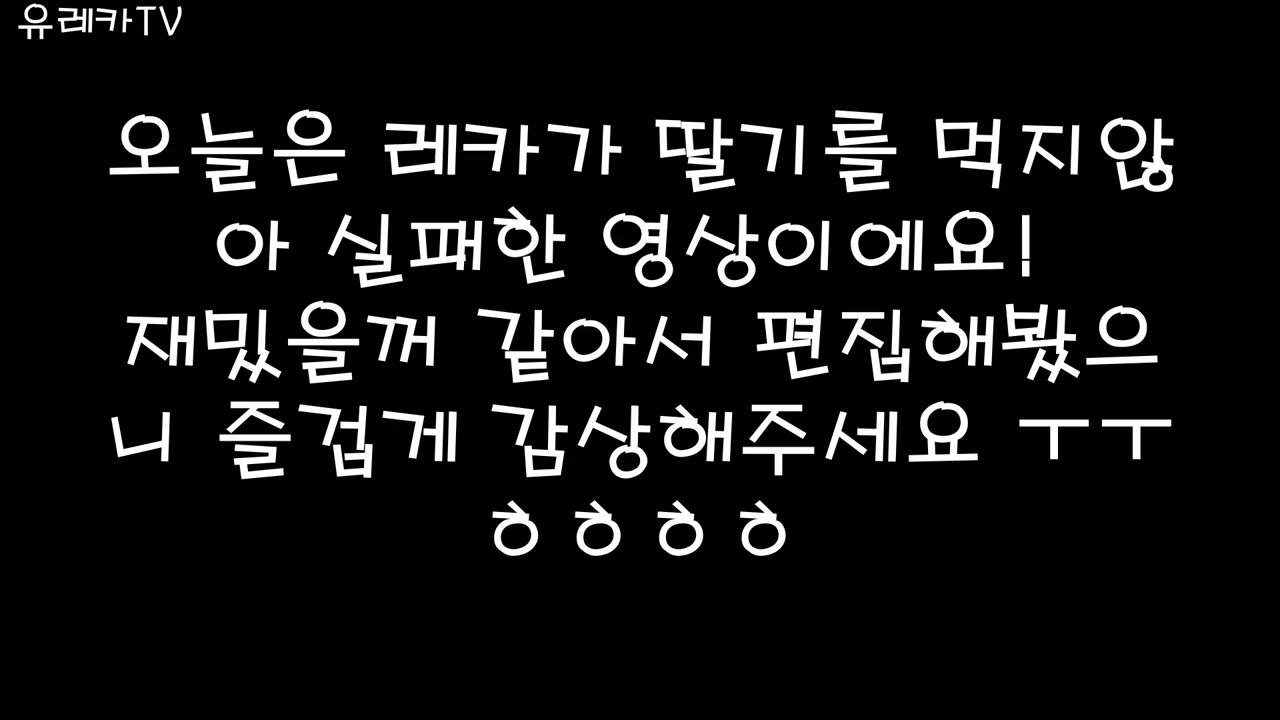 유레카TV
오늘은 레카가 딸기를 먹지않
아 실패한 영상이에요!
재밌을꺼 같아서 편집해봤으
니 즐겁게 감상해주세요 ㅜㅜ
ㅎㅎㅎㅎ